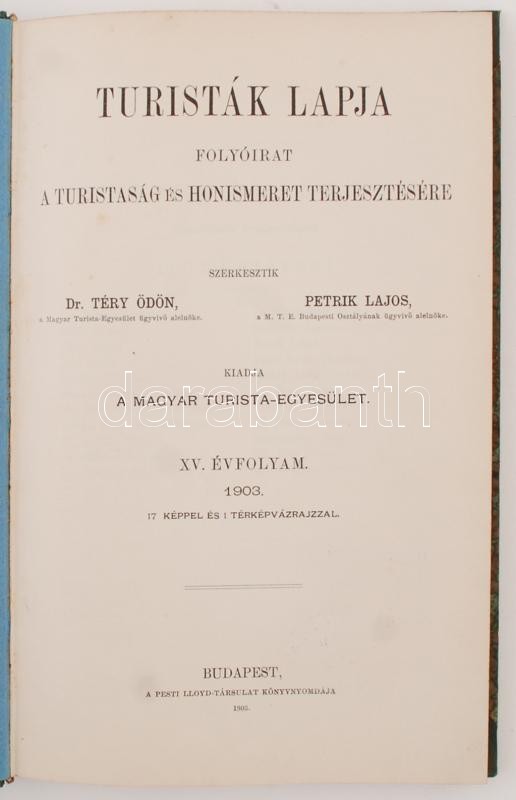 TURISTÁK LAPJA
FOLYÓIRAT
A TURISTASÁG ÉS HONISMERET TERJESZTÉSÉRE
SZERKESZTIK
Dr. TÉRY ÖDÖN,
a Magyar Turista-Egyesület ügyvivő alelnöke.
PETRIK LAJOS,
a M. T. E. Budapesti Osztályának ügyvivő alelnöke.
KIADJA
darabanth
A MAGYAR TURISTA-EGYESÜLET.
XV. ÉVFOLYAM.
1903.
17 KÉPPEL ÉS 1 TÉRKÉPVÁZRAJZZAL.
BUDAPEST,
A PESTI LLOYD-TÁRSULAT KÖNYVNYOMDÁJA
1903.